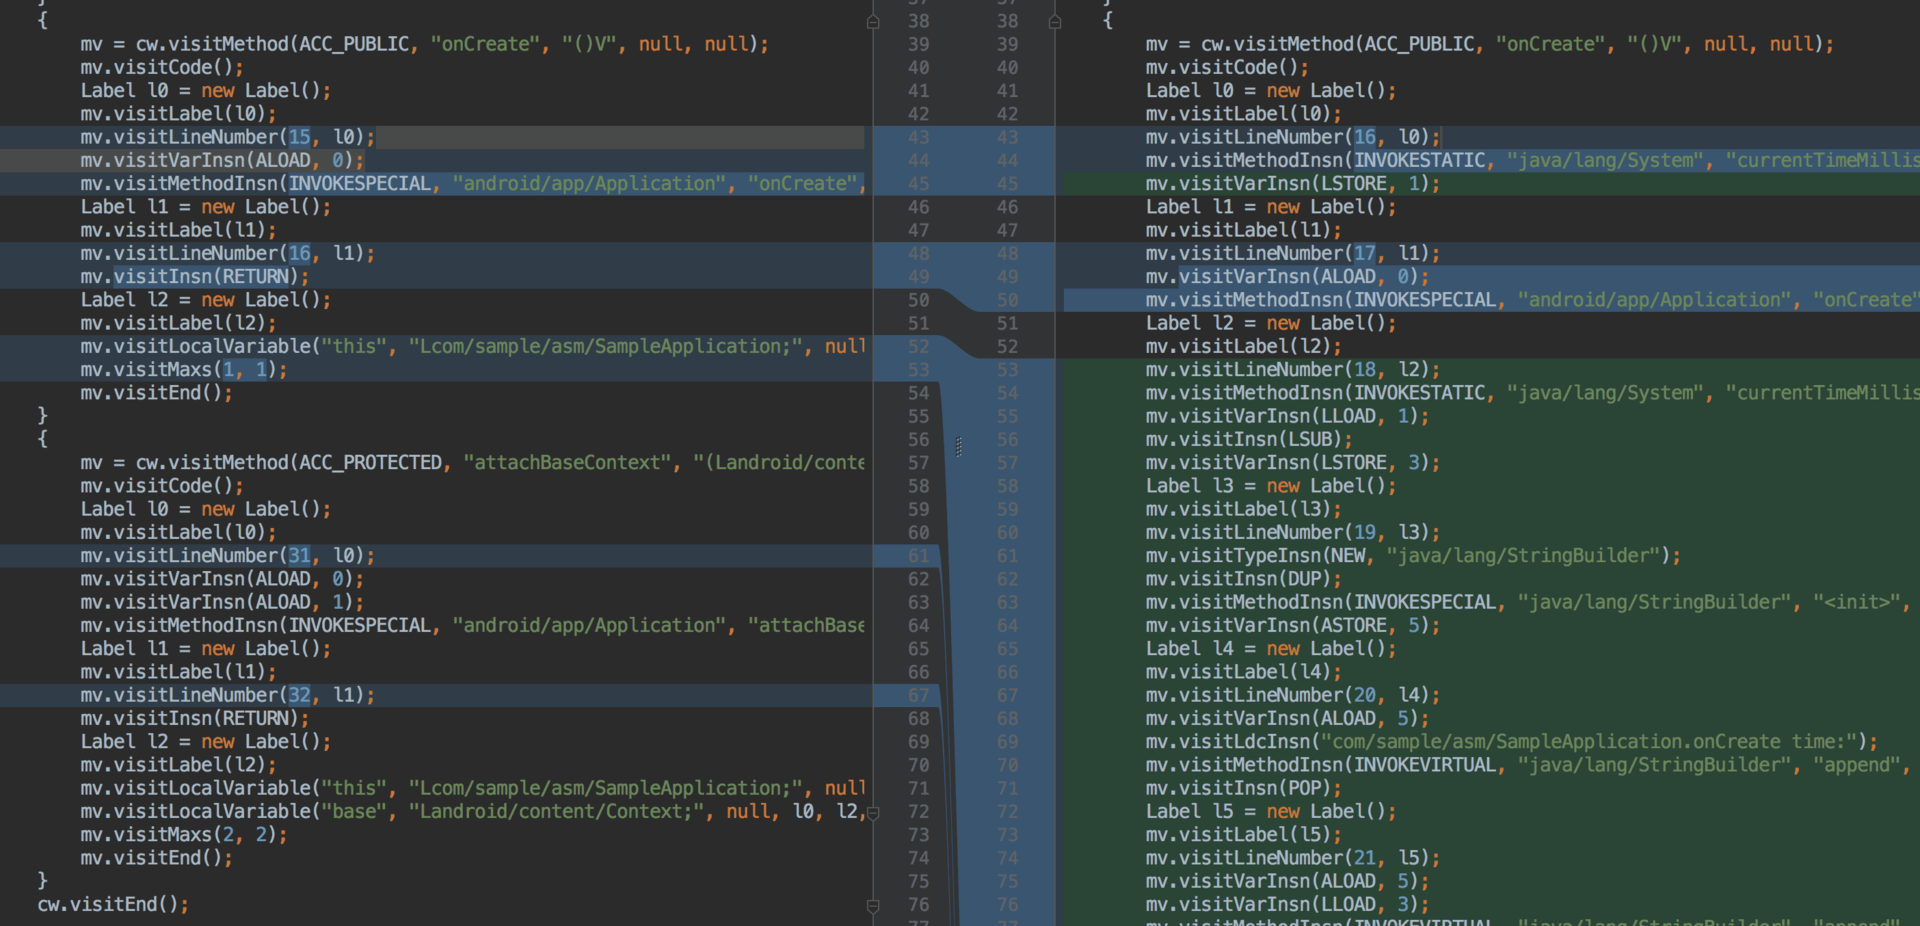 {
mv = cw.visitMethod(ACC_PUBLIC, "onCreate", "()V", null, null);
mv.visitCode();
Label l0 = new Label();
mv.visitLabel(l0);
mv.visitLineNumber(15, l0);
mv.visitVarInsn(ALOAD, 0);
mv.visitMethodInsn(INVOKESPECIAL, "android/app/Application", "onCreate",
Label l1 = new Label();
mv.visitLabel(l1);
mv.visitLineNumber(16, l1);
mv.visitInsn(RETURN);
Label l2 = new Label();
mv.visitLabel(l2);
mv.visitLocalVariable("this", "Lcom/sample/asm/SampleApplication;", null
mv.visitMaxs(1, 1);
mv.visitEnd();
}
{
mv = cw.visitMethod(ACC_PROTECTED, "attachBaseContext", "(Landroid/conte
mv.visitCode();
Label l0 = new Label();
mv.visitLabel(l0);
mv.visitLineNumber(31, l0);
mv.visitVarInsn(ALOAD, 0);
mv.visitVarInsn(ALOAD, 1);
mv.visitMethodInsn(INVOKESPECIAL, "android/app/Application", "attachBase
Label l1 = new Label();
mv.visitLabel(l1);
mv.visitLineNumber(32, l1);
mv.visitInsn(RETURN);
Label l2 = new Label();
mv.visitLabel(l2);
mv.visitLocalVariable("this", "Lcom/sample/asm/SampleApplication;", null
mv.visitLocalVariable("base", "Landroid/content/Context;", null, l0, l2,
mv.visitMaxs(2, 2);
mv.visitEnd();
}
cw.visitEnd();
38 38
39 39
40 40
41 41
42 42
43 43
44 44
45 45
46 46
47 47
48 48
49 49
50 50
51 51
52 52
53 53
54 54
55 55
56 56
57 57
58 58
59 59
60 60
61 61
62 62
63 63
64 64
65 65
66 66
67 67
68 68
69 69
70 70
71 71
72 72
73 73
74 74
75 75
76 76
{
mv = cw.visitMethod(ACC_PUBLIC, "onCreate", "()V", null, null);
mv.visitCode();
Label l0 = new Label();
mv.visitLabel(l0);
mv.visitLineNumber(16, l0);
mv.visitMethodInsn(INVOKESTATIC, "java/lang/System", "currentTimeMillis
mv.visitVarInsn(LSTORE, 1);
Label l1 = new Label();
mv.visitLabel(l1);
mv.visitLineNumber(17, l1);
mv.visitVarInsn(ALOAD, 0);
mv.visitMethodInsn(INVOKESPECIAL, "android/app/Application", "onCreate"
Label l2 = new Label();
mv.visitLabel(l2);
mv.visitLineNumber(18, l2);
mv.visitMethodInsn(INVOKESTATIC, "java/lang/System", "currentTimeMillis
mv.visitVarInsn(LLOAD, 1);
mv.visitInsn(LSUB);
mv.visitVarInsn(LSTORE, 3);
Label l3 = new Label();
mv.visitLabel(l3);
mv.visitLineNumber(19, l3);
mv.visitTypeInsn(NEW, "java/lang/StringBuilder");
mv.visitInsn(DUP);
mv.visitMethodInsn(INVOKESPECIAL, "java/lang/StringBuilder", "<init>",
mv.visitVarInsn(ASTORE, 5);
Label l4 = new Label();
mv.visitLabel(l4);
mv.visitLineNumber(20, l4);
mv.visitVarInsn(ALOAD, 5);
mv.visitLdcInsn("com/sample/asm/SampleApplication.onCreate time:");
mv.visitMethodInsn(INVOKEVIRTUAL, "java/lang/StringBuilder", "append",
mv.visitInsn(POP);
Label l5 = new Label();
mv.visitLabel(l5);
mv.visitLineNumber(21, l5);
mv.visitVarInsn(ALOAD, 5);
mv.visitVarInsn(LLOAD, 3);
mv.visitMethodInsn(INVOKEVIRTUAL, "java/lang/StringBuilder", "append"